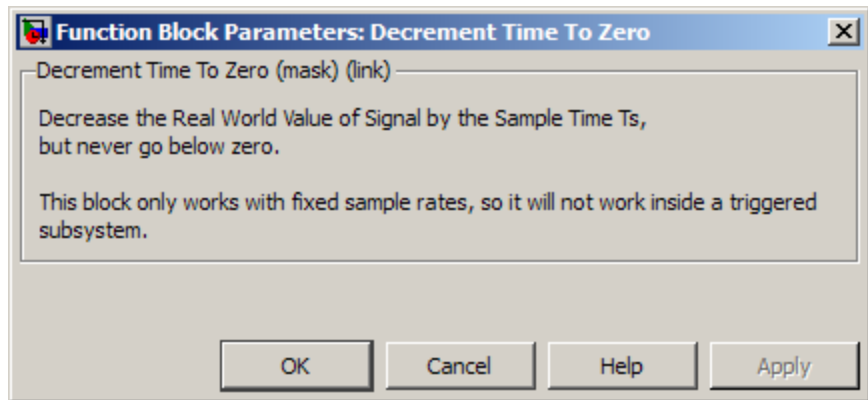 Function Block Parameters: Decrement Time To Zero
Decrement Time To Zero (mask) (link)
Decrease the Real World Value of Signal by the Sample Time Ts,
but never go below zero.
This block only works with fixed sample rates, so it will not work inside a triggered
subsystem.
OK Cancel Help Apply